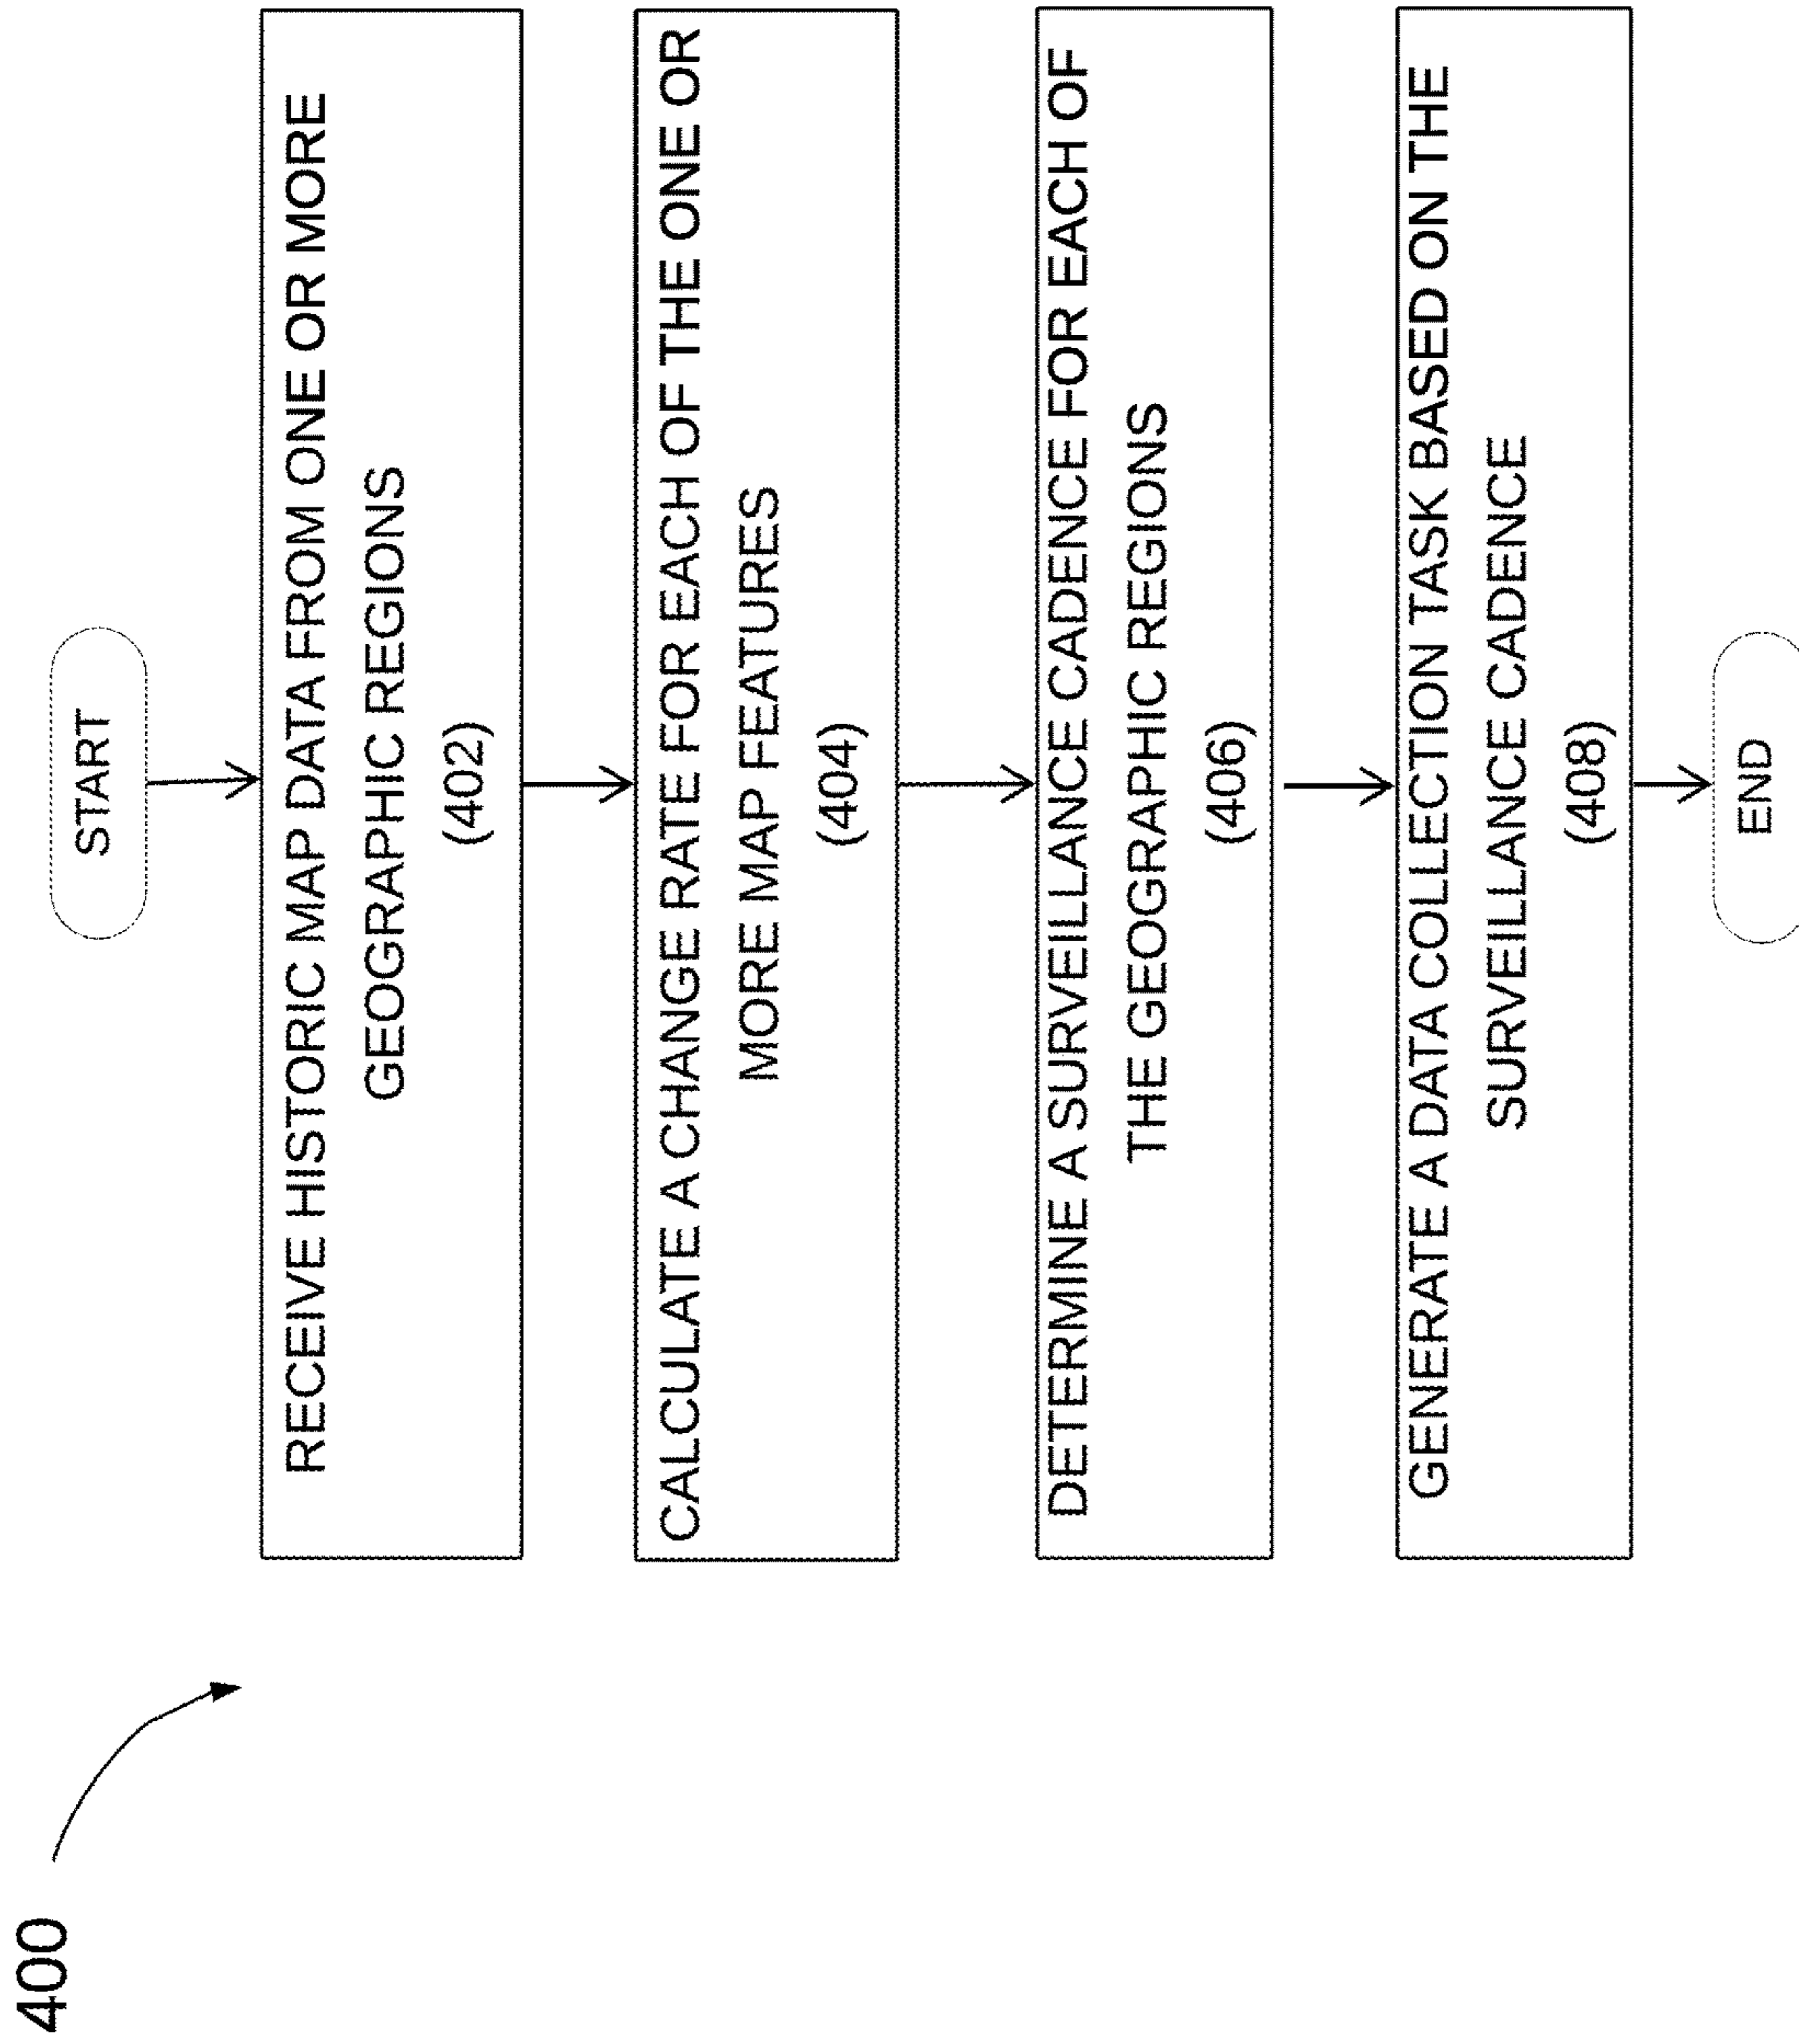 400
START
RECEIVE HISTORIC MAP DATA FROM ONE OR MORE
GEOGRAPHIC REGIONS
(402)
CALCULATE A CHANGE RATE FOR EACH OF THE ONE OR
MORE MAP FEATURES
(404)
DETERMINE A SURVEILLANCE CADENCE FOR EACH OF
THE GEOGRAPHIC REGIONS
(406)
GENERATE A DATA COLLECTION TASK BASED ON THE
SURVEILLANCE CADENCE
(408)
END